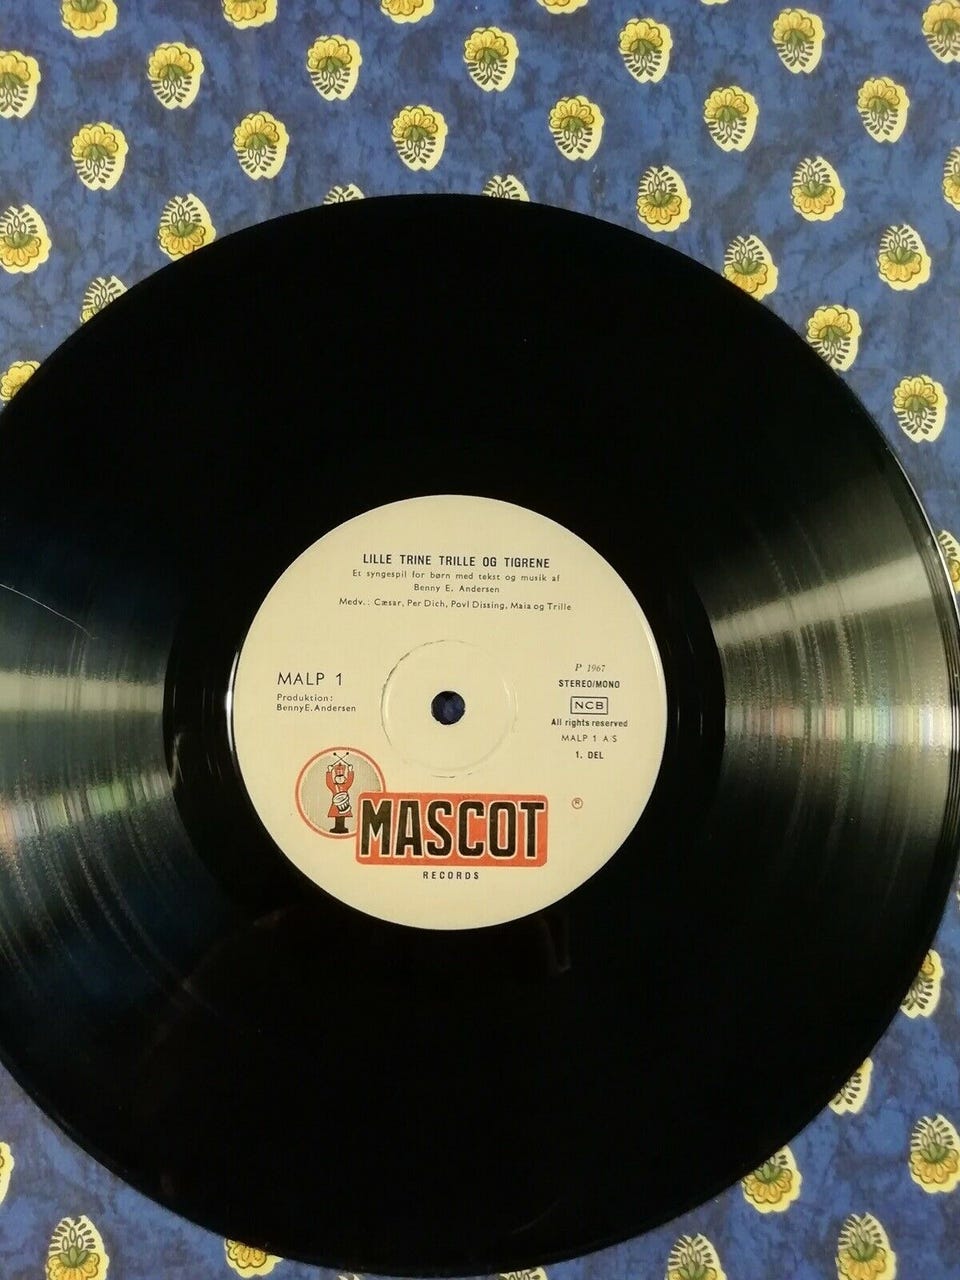 LILLE TRINE TRILLE OG TIGRENE
Et syngespil for børn med tekst og musik af
Benny E. Andersen
Medv.: Cæsar, Per Dich, Povl Dissing, Maia og Trille
MALP 1
Produktion:
Benny E. Andersen
P 1967
STEREO/MONO
NCB
All rights reserved
MALP 1 A/S
1. DEL
MASCOT ®
RECORDS